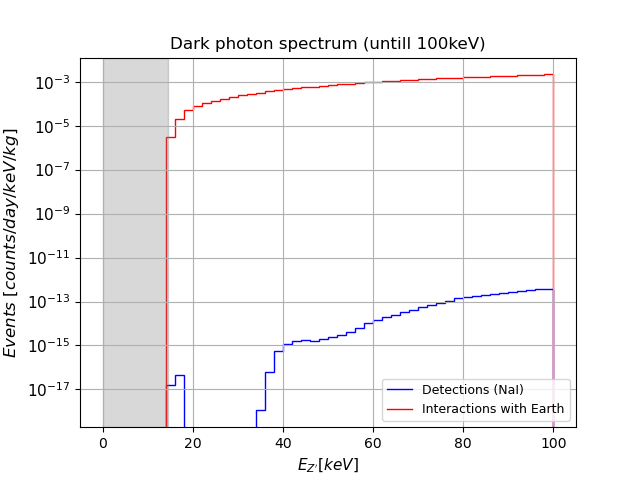 Dark photon spectrum (untill 100keV)
Events [counts/day/keV/kg]
10⁻³
10⁻⁵
10⁻⁷
10⁻⁹
10⁻¹¹
10⁻¹³
10⁻¹⁵
10⁻¹⁷
Detections (NaI)
Interactions with Earth
0 20 40 60 80 100
E_{Z'}[keV]